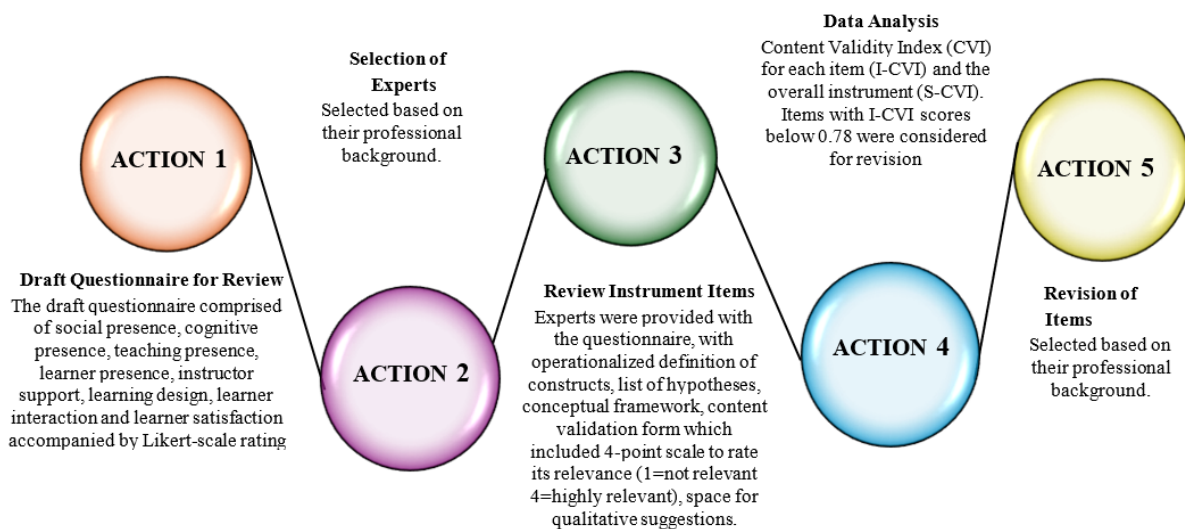 ACTION 1
Draft Questionnaire for Review
The draft questionnaire comprised
of social presence, cognitive
presence, teaching presence,
learner presence, instructor
support, learning design, learner
interaction and learner satisfaction
accompanied by Likert-scale rating
Selection of
Experts
Selected based on
their professional
background.
ACTION 2
ACTION 3
Review Instrument Items
Experts were provided with
the questionnaire, with
operationalized definition of
constructs, list of hypotheses,
conceptual framework, content
validation form which
included 4-point scale to rate
its relevance (1=not relevant
4=highly relevant), space for
qualitative suggestions.
Data Analysis
Content Validity Index (CVI)
for each item (I-CVI) and the
overall instrument (S-CVI).
Items with I-CVI scores
below 0.78 were considered
for revision
ACTION 4
ACTION 5
Revision of
Items
Selected based on
their professional
background.